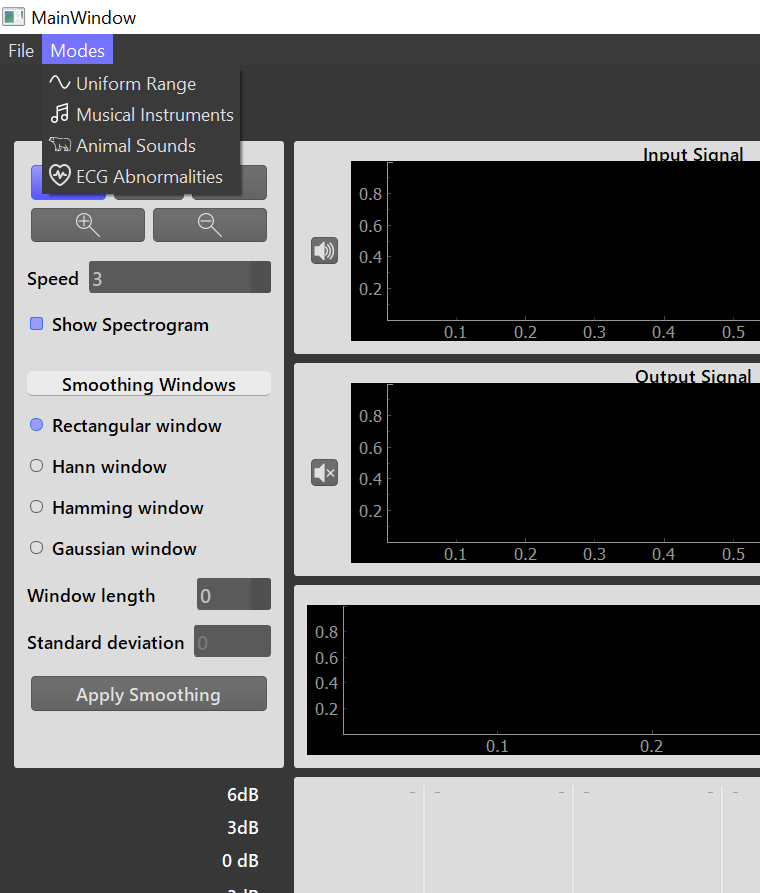 MainWindow
File Modes
Uniform Range
Musical Instruments
Animal Sounds
ECG Abnormalities
Speed 3
Show Spectrogram
Smoothing Windows
Rectangular window
Hann window
Hamming window
Gaussian window
Window length 0
Standard deviation 0
Apply Smoothing
Input Signal
0.8
0.6
0.4
0.2
0.1 0.2 0.3 0.4 0.5
Output Signal
0.8
0.6
0.4
0.2
0.1 0.2 0.3 0.4 0.5
0.8
0.6
0.4
0.2
0.1 0.2
6dB
3dB
0 dB